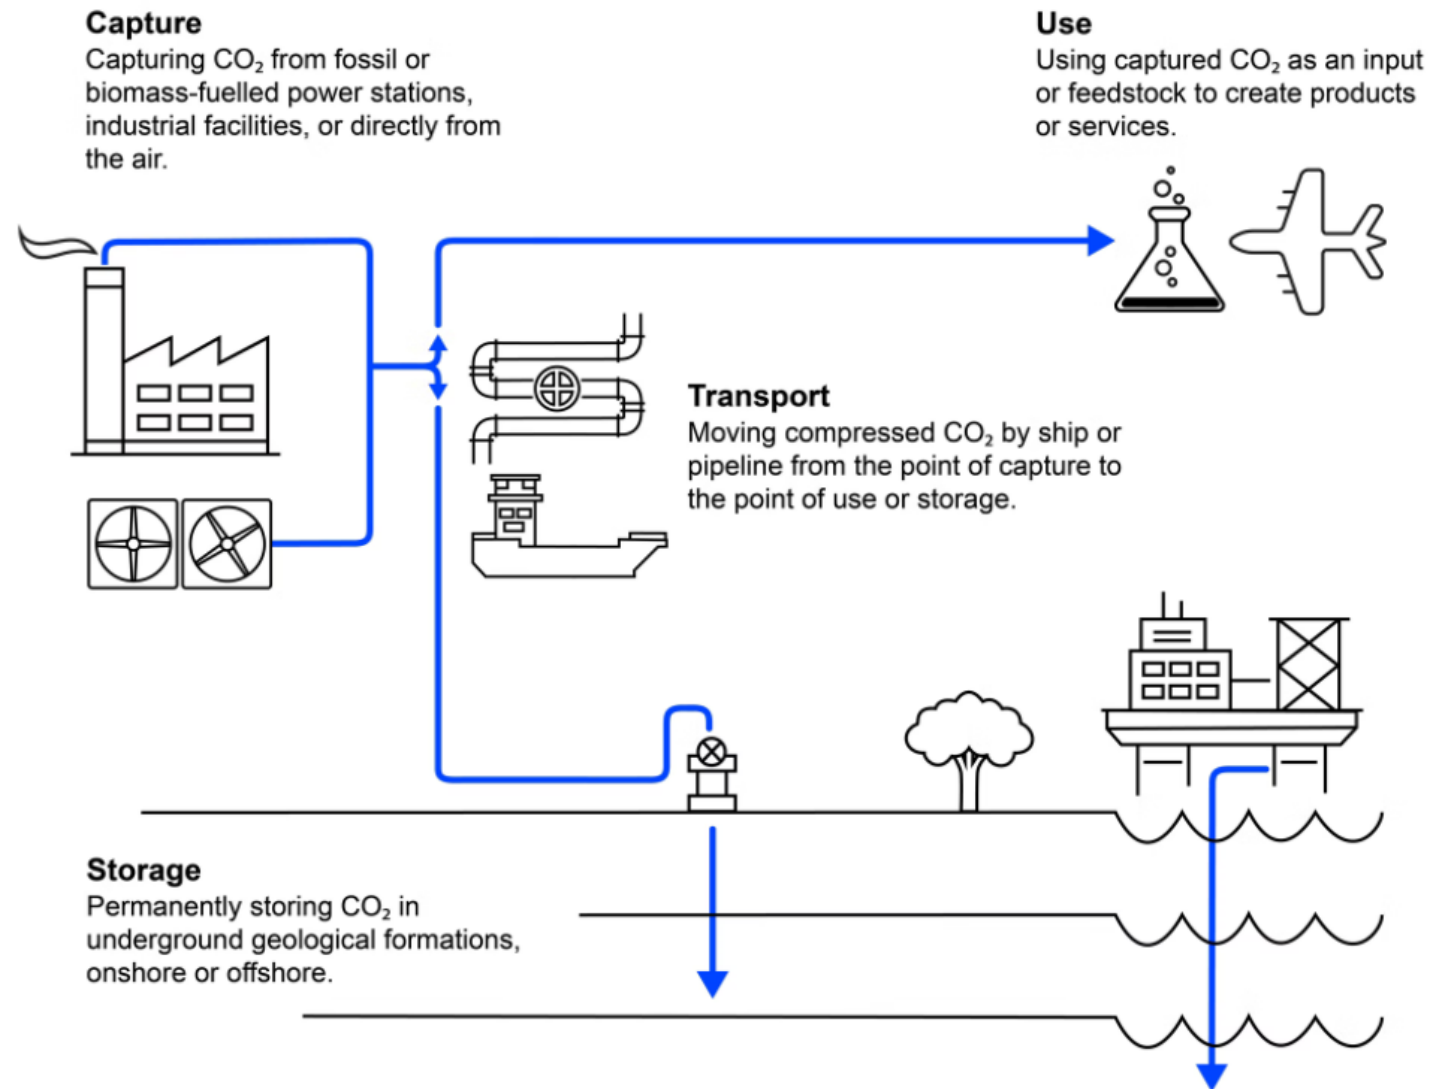 Capture
Capturing CO₂ from fossil or
biomass-fuelled power stations,
industrial facilities, or directly from
the air.
Use
Using captured CO₂ as an input
or feedstock to create products
or services.
Transport
Moving compressed CO₂ by ship or
pipeline from the point of capture to
the point of use or storage.
Storage
Permanently storing CO₂ in
underground geological formations,
onshore or offshore.